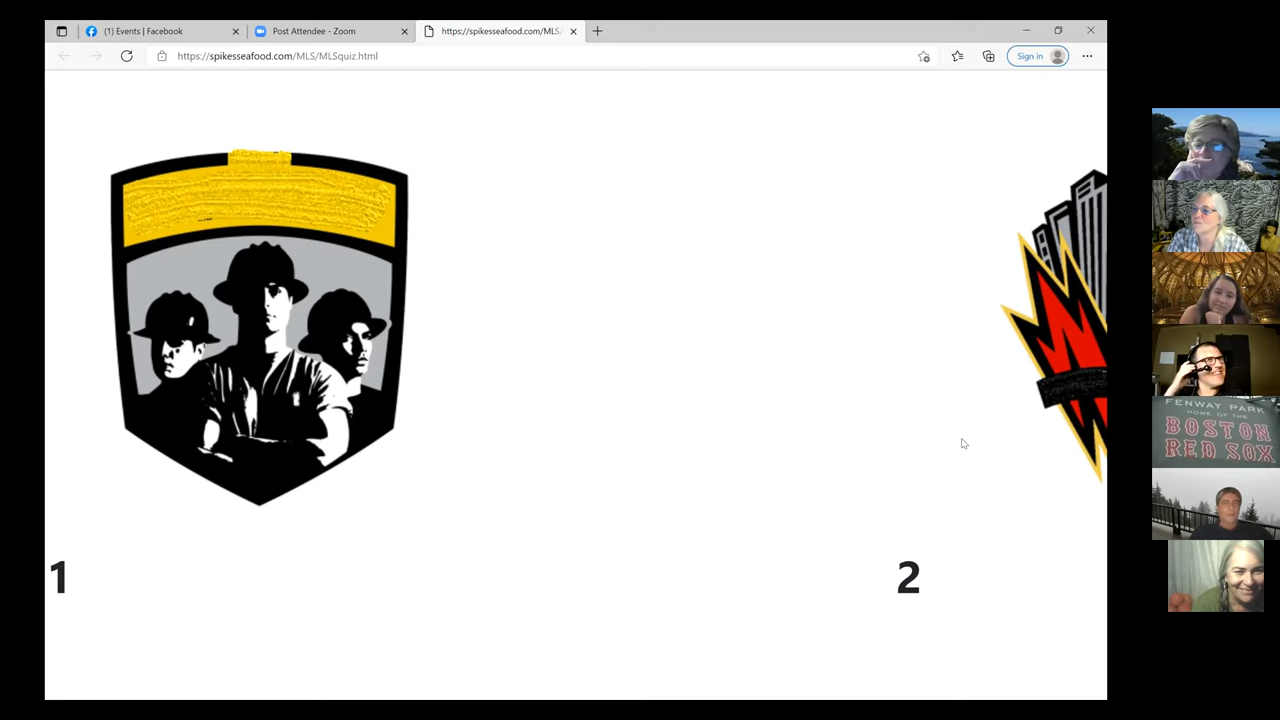 (1) Events | Facebook
Post Attendee - Zoom
https://spikesseafood.com/MLS/
https://spikesseafood.com/MLS/MLSquiz.html
Sign in
1
2
FENWAY PARK
HOME OF THE
BOSTON
RED SOX